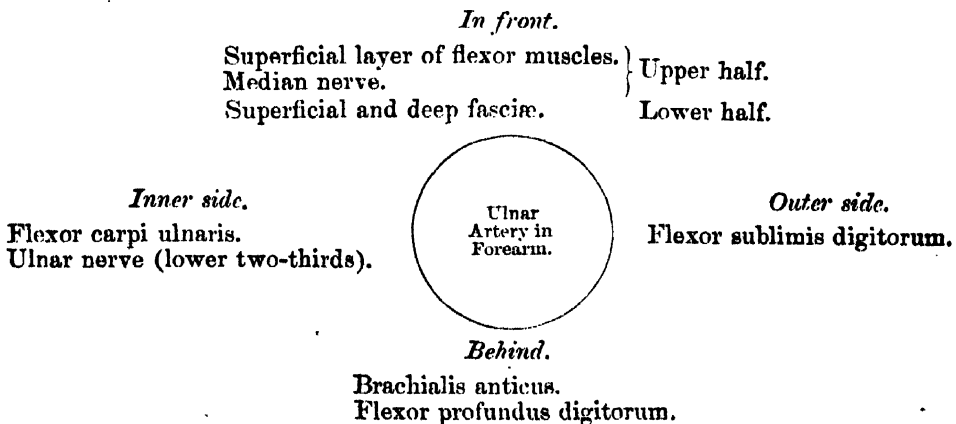 In front.
Superficial layer of flexor muscles. } Upper half.
Median nerve.
Superficial and deep fasciæ. Lower half.
Inner side.
Flexor carpi ulnaris.
Ulnar nerve (lower two-thirds).
Ulnar
Artery in
Forearm.
Outer side.
Flexor sublimis digitorum.
Behind.
Brachialis anticus.
Flexor profundus digitorum.